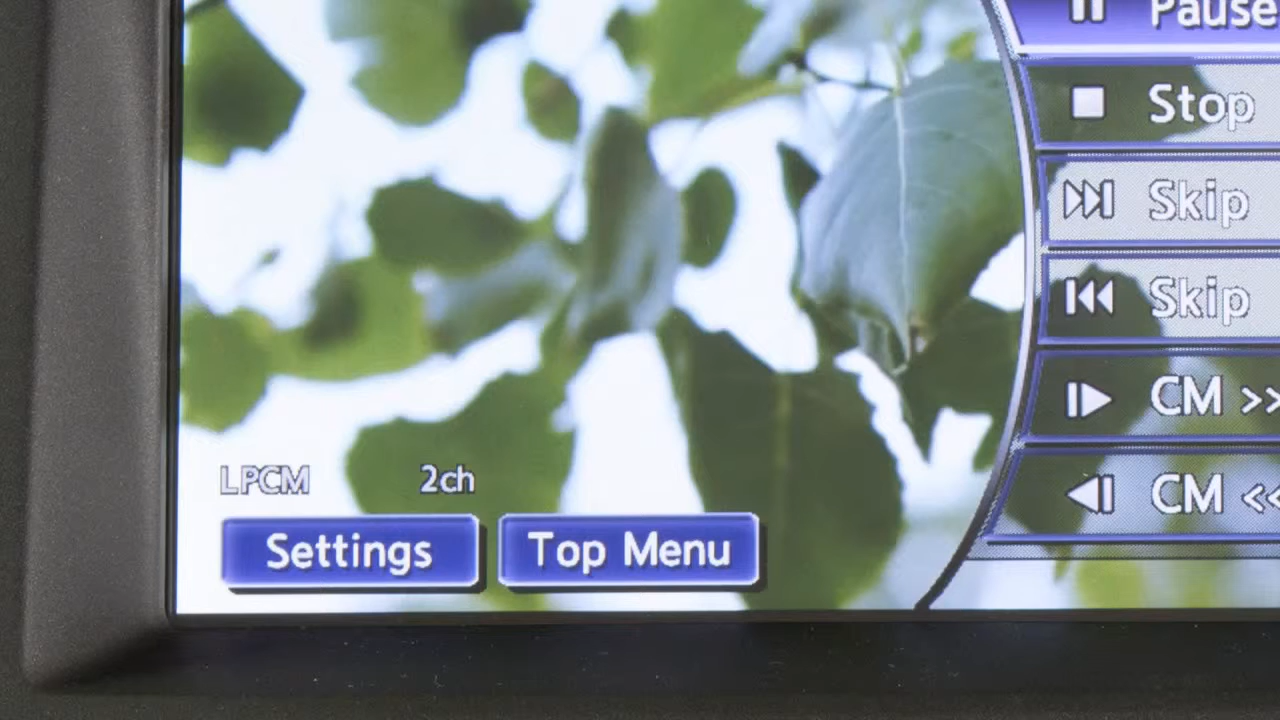 Pause
Stop
Skip
Skip
CM >>
CM <<
LPCM 2ch
Settings Top Menu